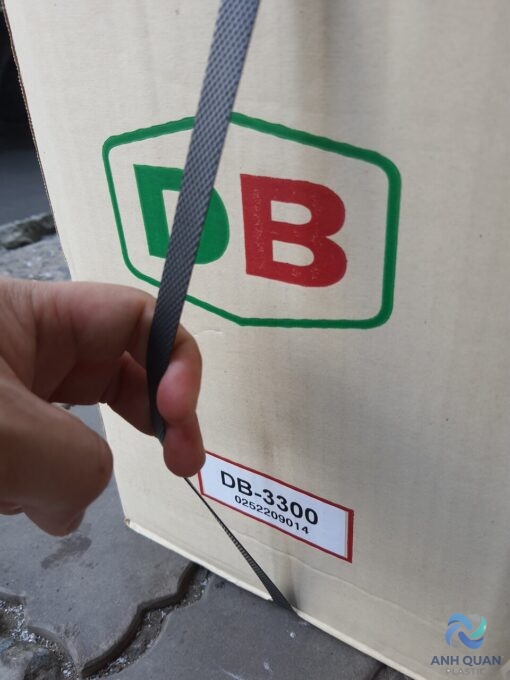 DB
DB-3300
0252209014
ANH QUAN
PLASTIC